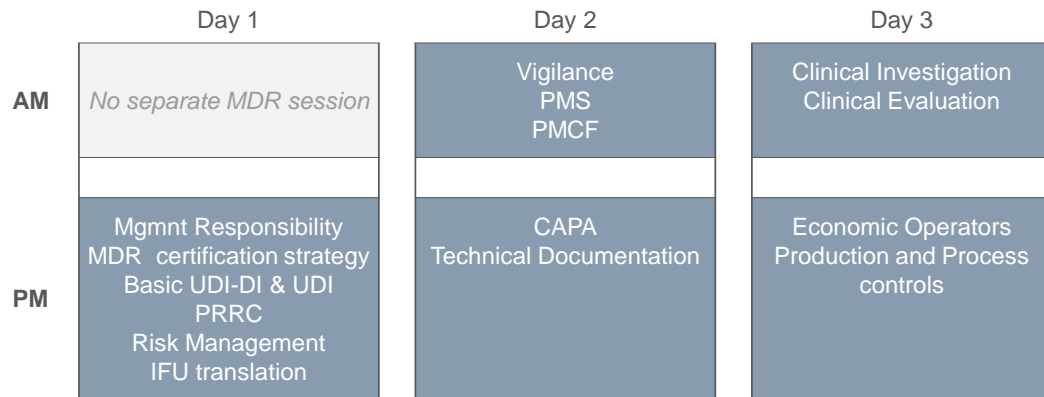 Day 1
Day 2
Day 3
AM
No separate MDR session
Vigilance
PMS
PMCF
Clinical Investigation
Clinical Evaluation
PM
Mgmnt Responsibility
MDR  certification strategy
Basic UDI-DI & UDI
PRRC
Risk Management
IFU translation
CAPA
Technical Documentation
Economic Operators
Production and Process
controls